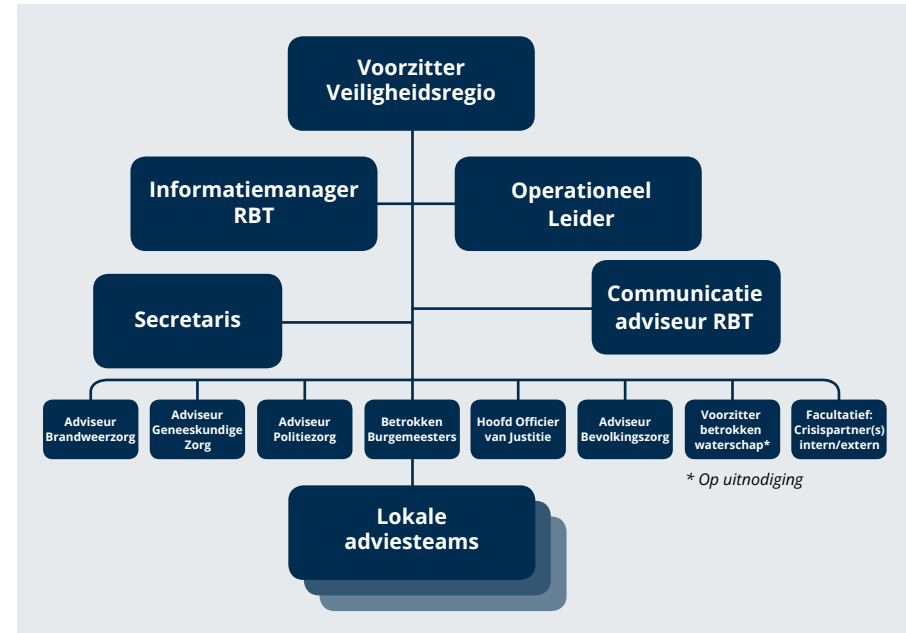 Voorzitter
Veiligheidsregio
Informatiemanager
RBT
Operationeel
Leider
Secretaris
Communicatie
adviseur RBT
Adviseur
Brandweerzorg
Adviseur
Geneeskundige
Zorg
Adviseur
Politiezorg
Betrokken
Burgemeesters
Hoofd Officier
van Justitie
Adviseur
Bevolkingszorg
Voorzitter
betrokken
waterschap*
Facultatief:
Crisispartner(s)
intern/extern
* Op uitnodiging
Lokale
adviesteams